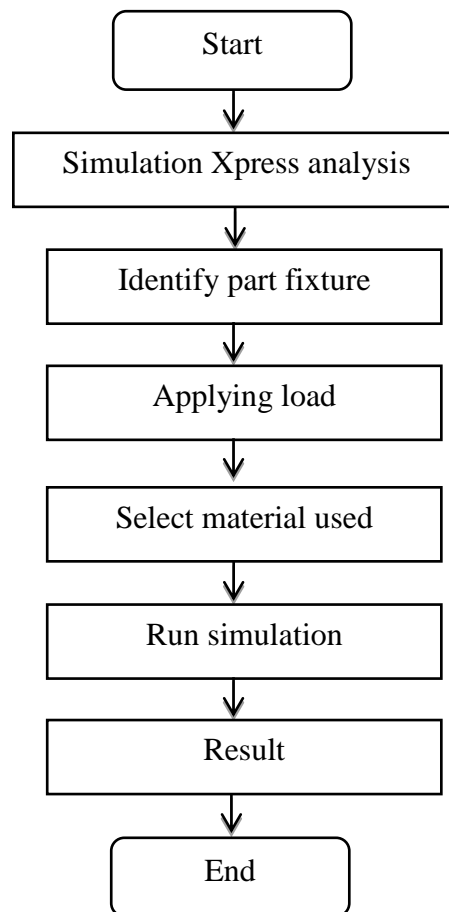 Start
Simulation Xpress analysis
Identify part fixture
Applying load
Select material used
Run simulation
Result
End